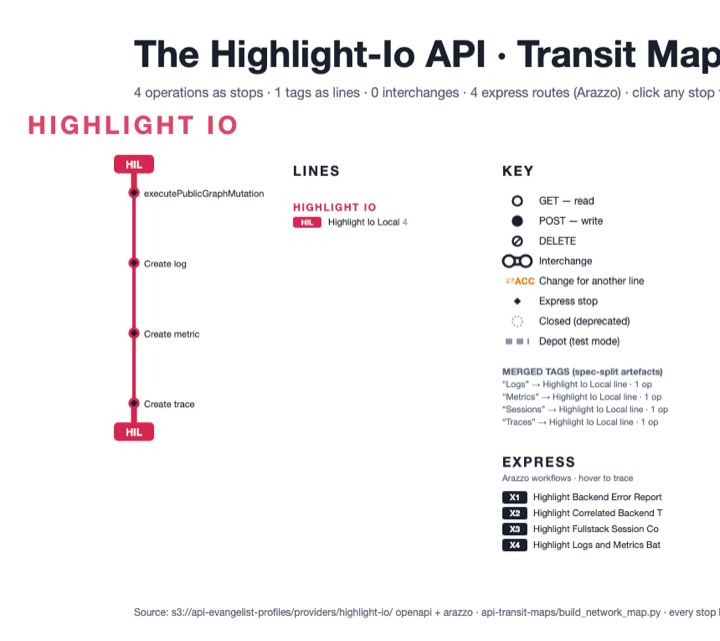 The Highlight-Io API · Transit Map
4 operations as stops · 1 tags as lines · 0 interchanges · 4 express routes (Arazzo) · click any stop
HIGHLIGHT IO
HIL
executePublicGraphMutation
Create log
Create metric
Create trace
HIL
LINES
HIGHLIGHT IO
HIL Highlight Io Local 4
KEY
GET — read
POST — write
DELETE
Interchange
⇄ACC Change for another line
Express stop
Closed (deprecated)
Depot (test mode)
MERGED TAGS (spec-split artefacts)
“Logs” → Highlight Io Local line · 1 op
“Metrics” → Highlight Io Local line · 1 op
“Sessions” → Highlight Io Local line · 1 op
“Traces” → Highlight Io Local line · 1 op
EXPRESS
Arazzo workflows · hover to trace
X1 Highlight Backend Error Report
X2 Highlight Correlated Backend T
X3 Highlight Fullstack Session Co
X4 Highlight Logs and Metrics Bat
Source: s3://api-evangelist-profiles/providers/highlight-io/ openapi + arazzo · api-transit-maps/build_network_map.py · every stop